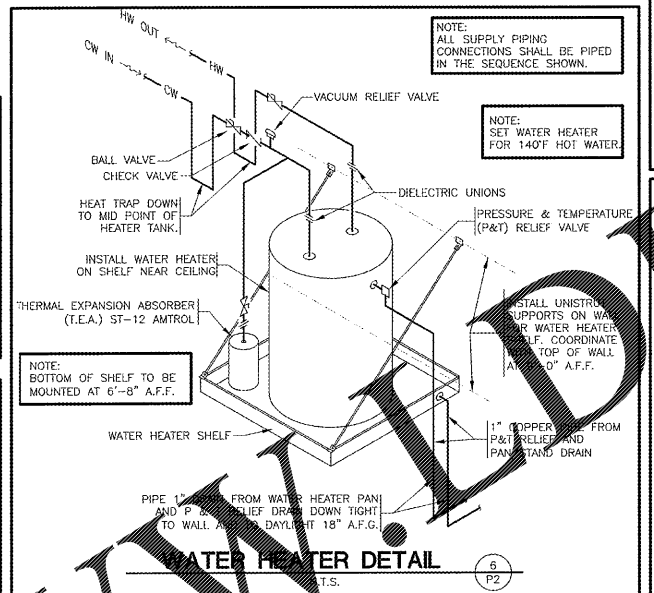 HW OUT
CW IN
HW
CW
NOTE:
ALL SUPPLY PIPING
CONNECTIONS SHALL BE PIPED
IN THE SEQUENCE SHOWN.
VACUUM RELIEF VALVE
NOTE:
SET WATER HEATER
FOR 140°F HOT WATER.
BALL VALVE
CHECK VALVE
HEAT TRAP DOWN
TO MID POINT OF
HEATER TANK.
DIELECTRIC UNIONS
PRESSURE & TEMPERATURE
(P&T) RELIEF VALVE
INSTALL WATER HEATER
ON SHELF NEAR CEILING
THERMAL EXPANSION ABSORBER
(T.E.A.) ST-12 AMTROL
INSTALL UNISTRUT
SUPPORTS ON WALL
FOR WATER HEATER
SHELF. COORDINATE
WITH TOP OF WALL
AT A.F.F.
NOTE:
BOTTOM OF SHELF TO BE
MOUNTED AT 6'-8" A.F.F.
WATER HEATER SHELF
1" COPPER PIPE FROM
P&T RELIEF AND
PAN STAND DRAIN
PIPE 1" DRAIN FROM WATER HEATER PAN
AND P & T RELIEF DRAIN DOWN TIGHT
TO WALL AND TO DAYLIGHT 18" A.F.G.
WATER HEATER DETAIL
N.T.S.
6
P2